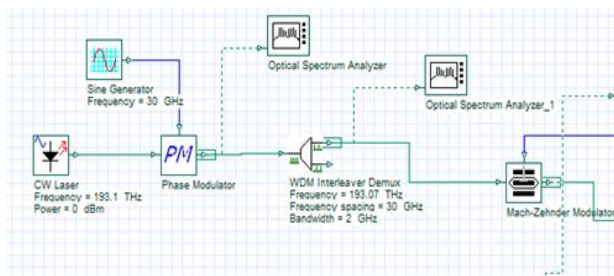 Optical Spectrum Analyzer
Sine Generator
Frequency = 30 GHz
Optical Spectrum Analyzer_1
PM
CW Laser
Frequency = 193.1 THz
Power = 0 dBm
Phase Modulator
WDM Interleaver Demux
Frequency = 193.07 THz
Frequency spacing = 30 GHz
Bandwidth = 2 GHz
Mach-Zehnder Modulator